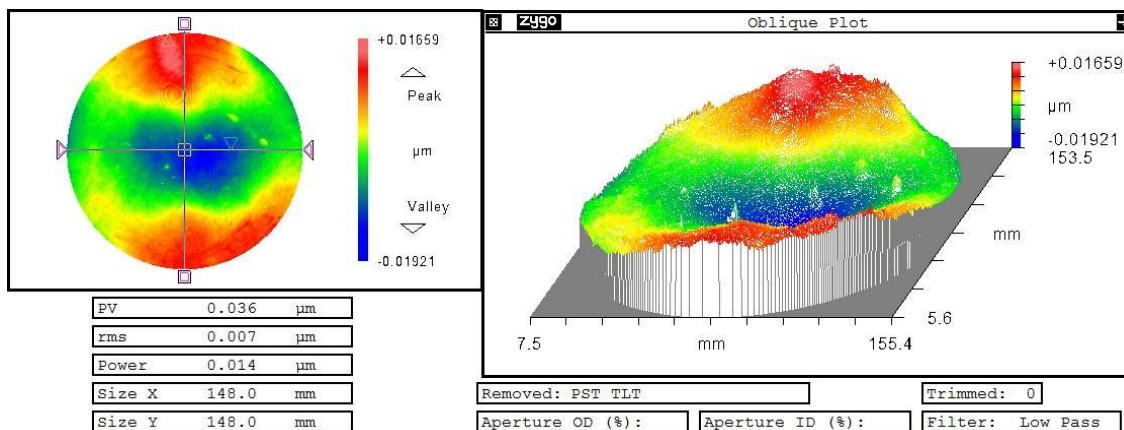 +0.01659
Peak
µm
Valley
-0.01921
PV 0.036 µm
rms 0.007 µm
Power 0.014 µm
Size X 148.0 mm
Size Y 148.0 mm
zygo Oblique Plot
+0.01659
µm
-0.01921
153.5
mm
5.6
7.5 mm 155.4
Removed: PST TLT Trimmed: 0
Aperture OD (%): Aperture ID (%): Filter: Low Pass